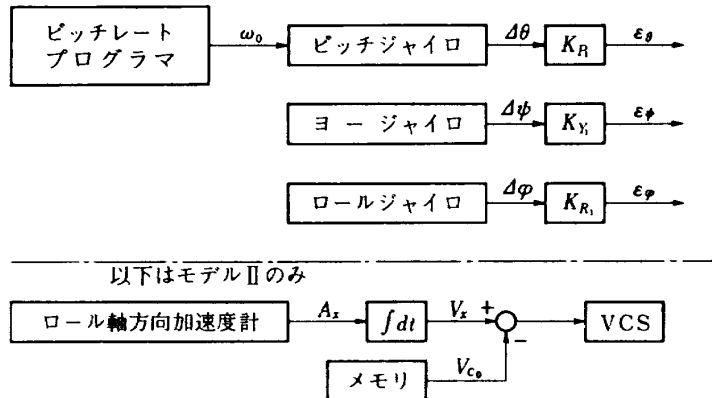 ピッチレート
プログラマ
ω₀
ピッチジャイロ
Δθ
K_R
ε_θ
ヨー ジャイロ
Δψ
K_Y₁
ε_ψ
ロールジャイロ
Δφ
K_R₁
ε_φ
以下はモデルⅡのみ
ロール軸方向加速度計
A_x
∫dt
V_x
+
−
VCS
メモリ
V_C₀